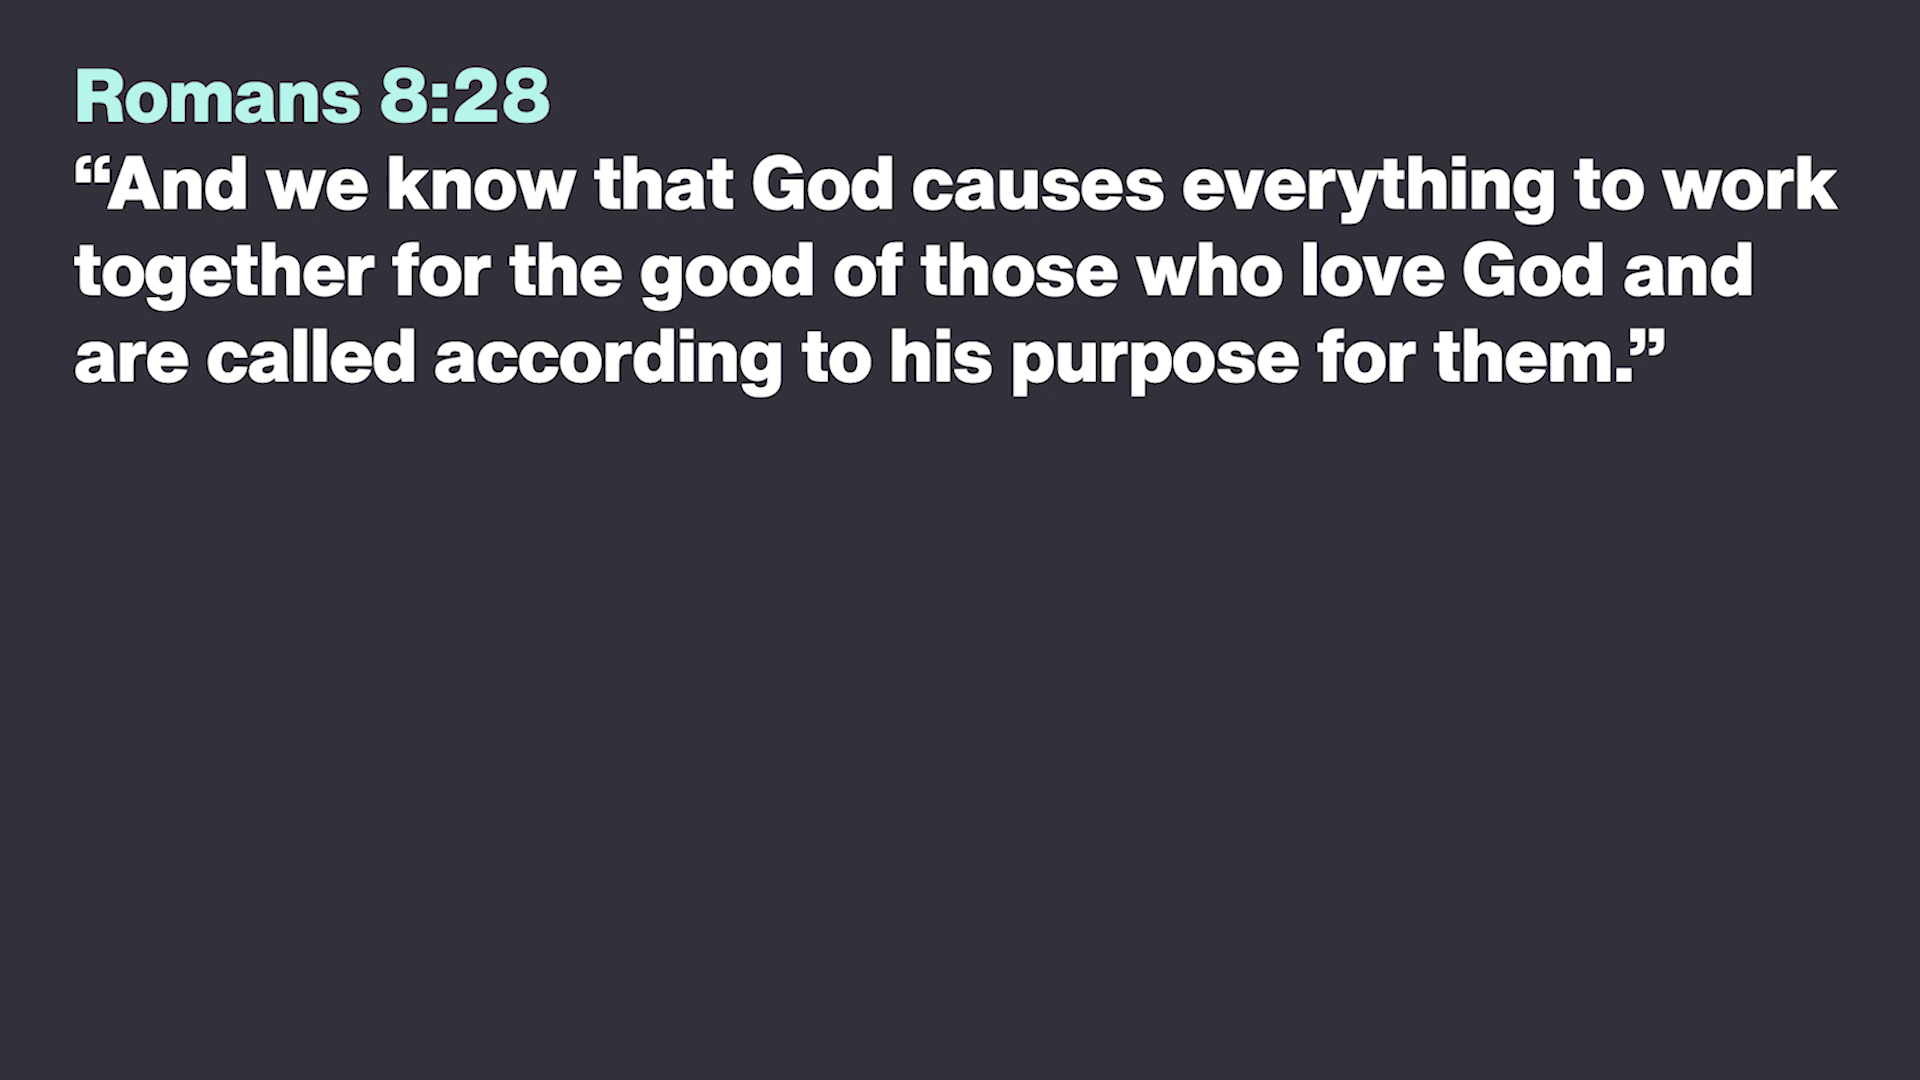 Romans 8:28
“And we know that God causes everything to work
together for the good of those who love God and
are called according to his purpose for them.”